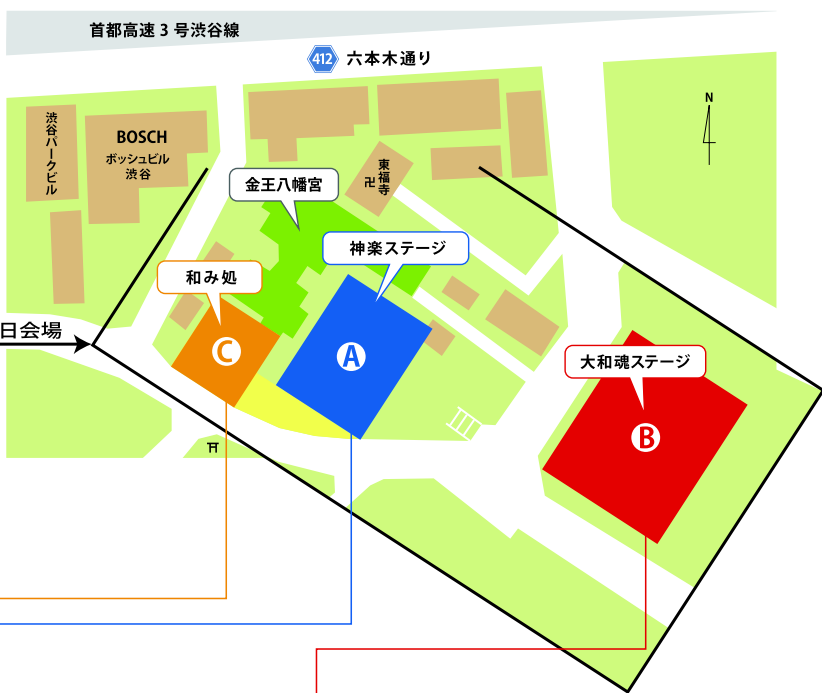 首都高速3号渋谷線
412 六本木通り
N
渋谷パークビル
BOSCH
ボッシュビル
渋谷
東福寺
卍
金王八幡宮
神楽ステージ
和み処
日会場
C
A
大和魂ステージ
B